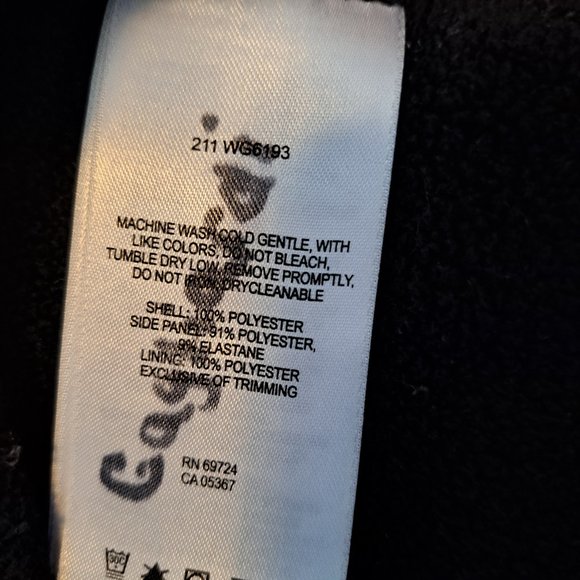 211 WG6193
MACHINE WASH COLD GENTLE, WITH
LIKE COLORS, DO NOT BLEACH,
TUMBLE DRY LOW, REMOVE PROMPTLY,
DO NOT IRON, DRYCLEANABLE
SHELL: 100% POLYESTER
SIDE PANEL: 91% POLYESTER,
9% ELASTANE
LINING: 100% POLYESTER
EXCLUSIVE OF TRIMMING
RN 69724
CA 05367